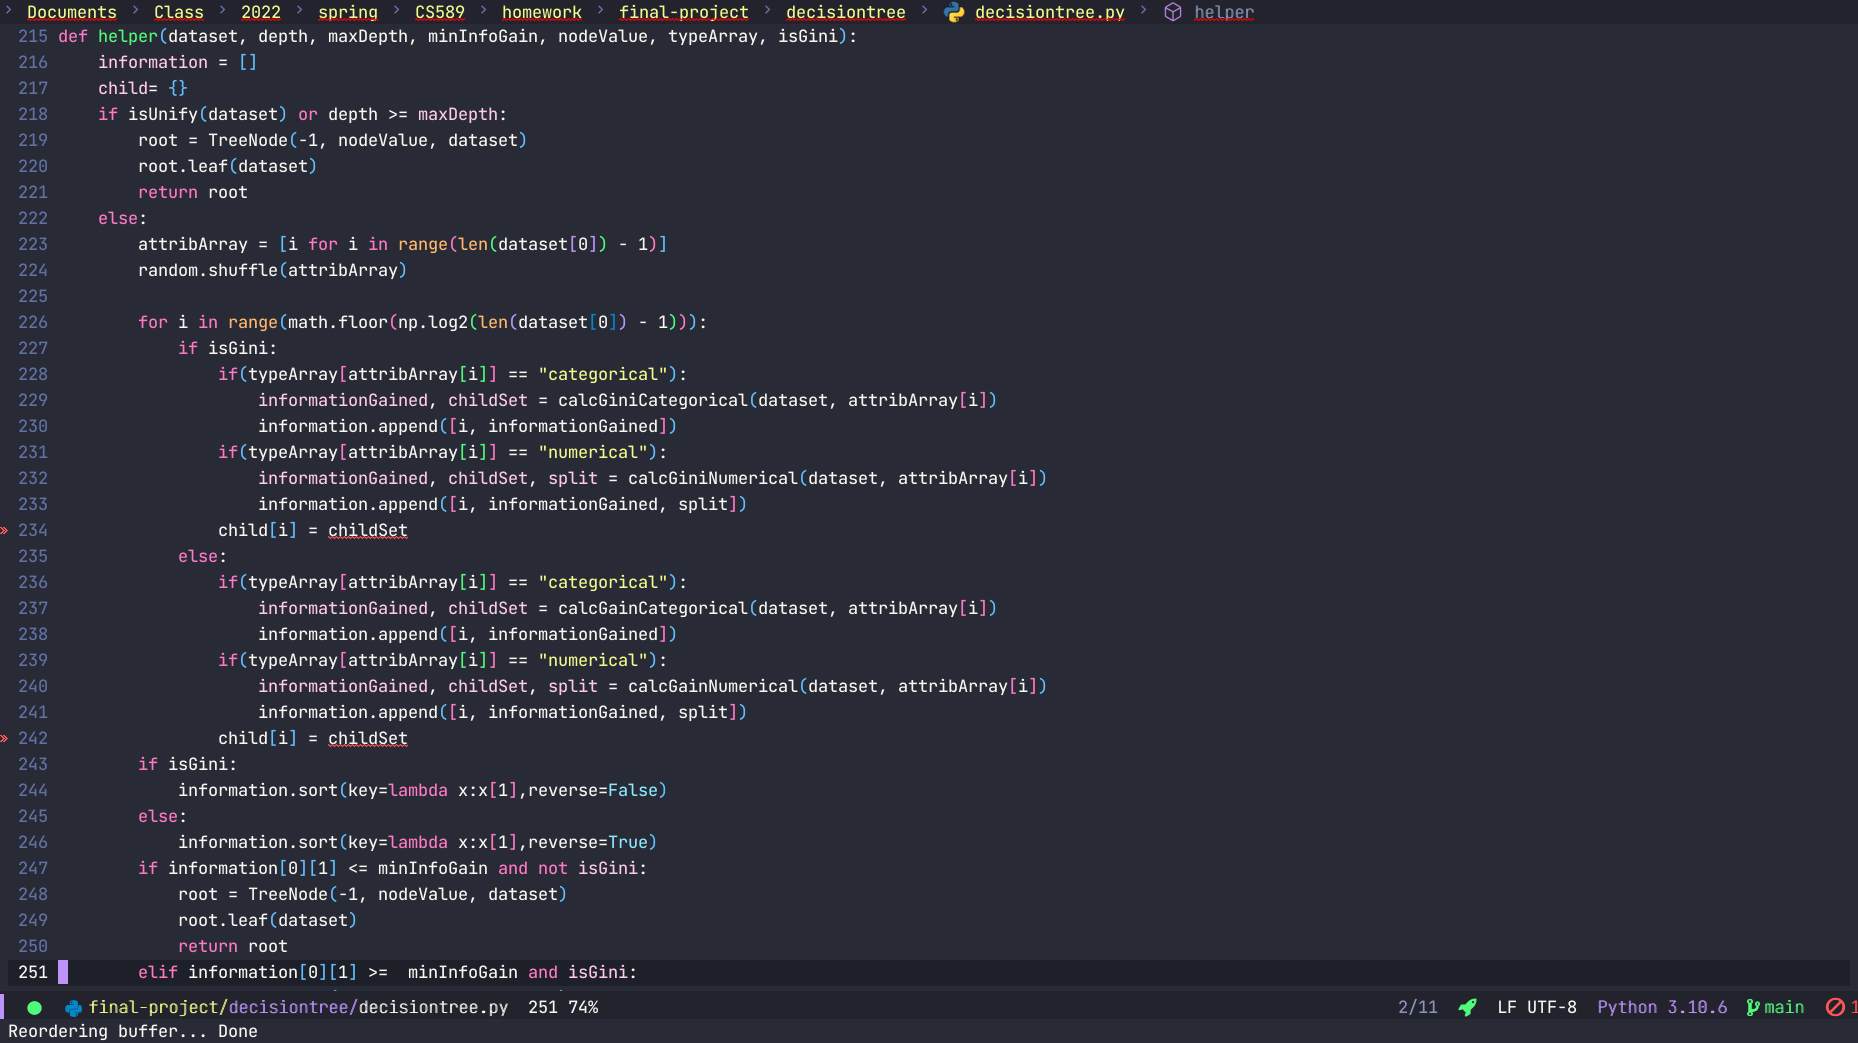 › Documents › Class › 2022 › spring › CS589 › homework › final-project › decisiontree › decisiontree.py › helper
215 def helper(dataset, depth, maxDepth, minInfoGain, nodeValue, typeArray, isGini):
216     information = []
217     child= {}
218     if isUnify(dataset) or depth >= maxDepth:
219         root = TreeNode(-1, nodeValue, dataset)
220         root.leaf(dataset)
221         return root
222     else:
223         attribArray = [i for i in range(len(dataset[0]) - 1)]
224         random.shuffle(attribArray)
225
226         for i in range(math.floor(np.log2(len(dataset[0]) - 1))):
227             if isGini:
228                 if(typeArray[attribArray[i]] == "categorical"):
229                     informationGained, childSet = calcGiniCategorical(dataset, attribArray[i])
230                     information.append([i, informationGained])
231                 if(typeArray[attribArray[i]] == "numerical"):
232                     informationGained, childSet, split = calcGiniNumerical(dataset, attribArray[i])
233                     information.append([i, informationGained, split])
» 234                 child[i] = childSet
235             else:
236                 if(typeArray[attribArray[i]] == "categorical"):
237                     informationGained, childSet = calcGainCategorical(dataset, attribArray[i])
238                     information.append([i, informationGained])
239                 if(typeArray[attribArray[i]] == "numerical"):
240                     informationGained, childSet, split = calcGainNumerical(dataset, attribArray[i])
241                     information.append([i, informationGained, split])
» 242                 child[i] = childSet
243         if isGini:
244             information.sort(key=lambda x:x[1],reverse=False)
245         else:
246             information.sort(key=lambda x:x[1],reverse=True)
247         if information[0][1] <= minInfoGain and not isGini:
248             root = TreeNode(-1, nodeValue, dataset)
249             root.leaf(dataset)
250             return root
251         elif information[0][1] >=  minInfoGain and isGini:
final-project/decisiontree/decisiontree.py  251 74%  2/11  LF UTF-8  Python 3.10.6  main  1
Reordering buffer... Done